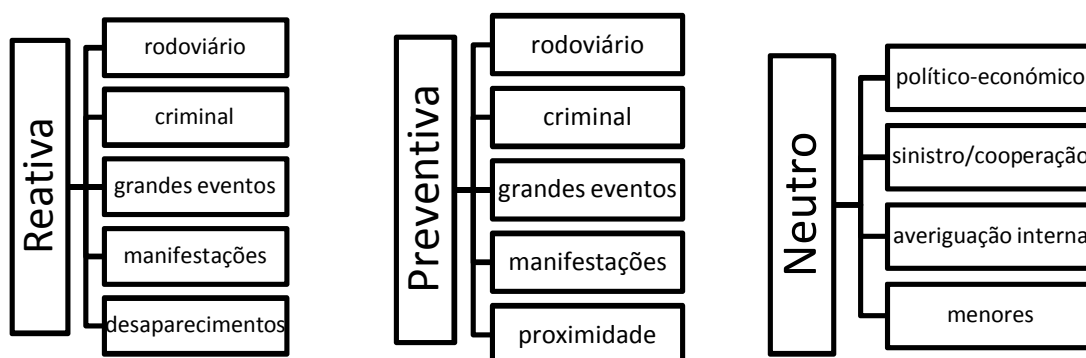 Reativa
rodoviário
criminal
grandes eventos
manifestações
desaparecimentos
Preventiva
rodoviário
criminal
grandes eventos
manifestações
proximidade
Neutro
político-económico
sinistro/cooperação
averiguação interna
menores